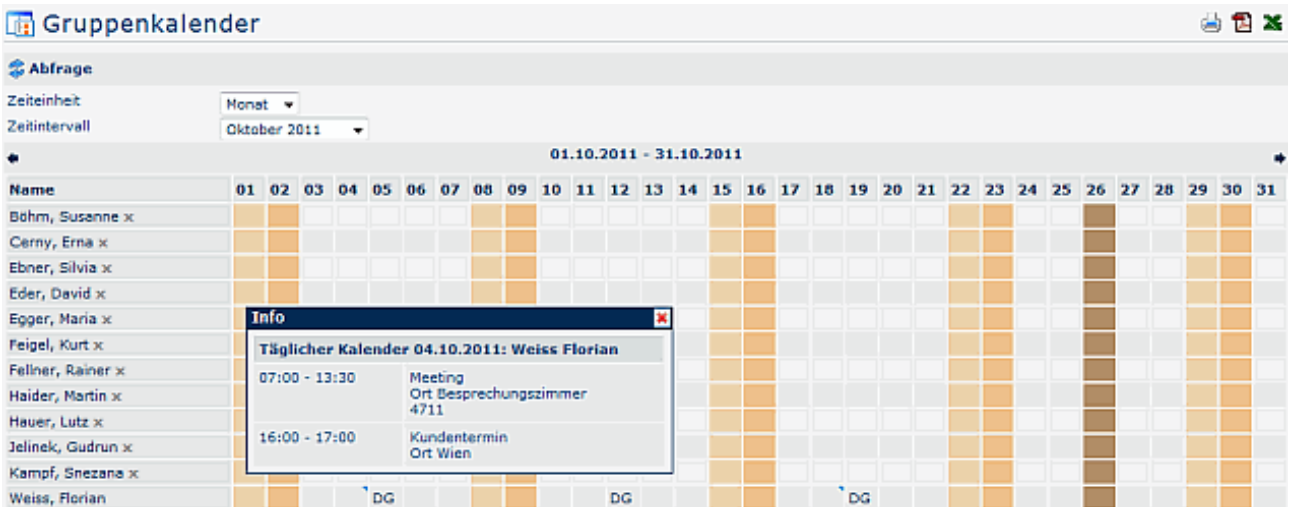 Gruppenkalender
Abfrage
Zeiteinheit Monat
Zeitintervall Oktober 2011
01.10.2011 - 31.10.2011
Name 01 02 03 04 05 06 07 08 09 10 11 12 13 14 15 16 17 18 19 20 21 22 23 24 25 26 27 28 29 30 31
Böhm, Susanne x
Cerny, Erna x
Ebner, Silvia x
Eder, David x
Egger, Maria x
Feigel, Kurt x
Fellner, Rainer x
Haider, Martin x
Hauer, Lutz x
Jelinek, Gudrun x
Kampf, Snezana x
Weiss, Florian DG DG DG
Info
Täglicher Kalender 04.10.2011: Weiss Florian
07:00 - 13:30 Meeting
Ort Besprechungszimmer
4711
16:00 - 17:00 Kundentermin
Ort Wien